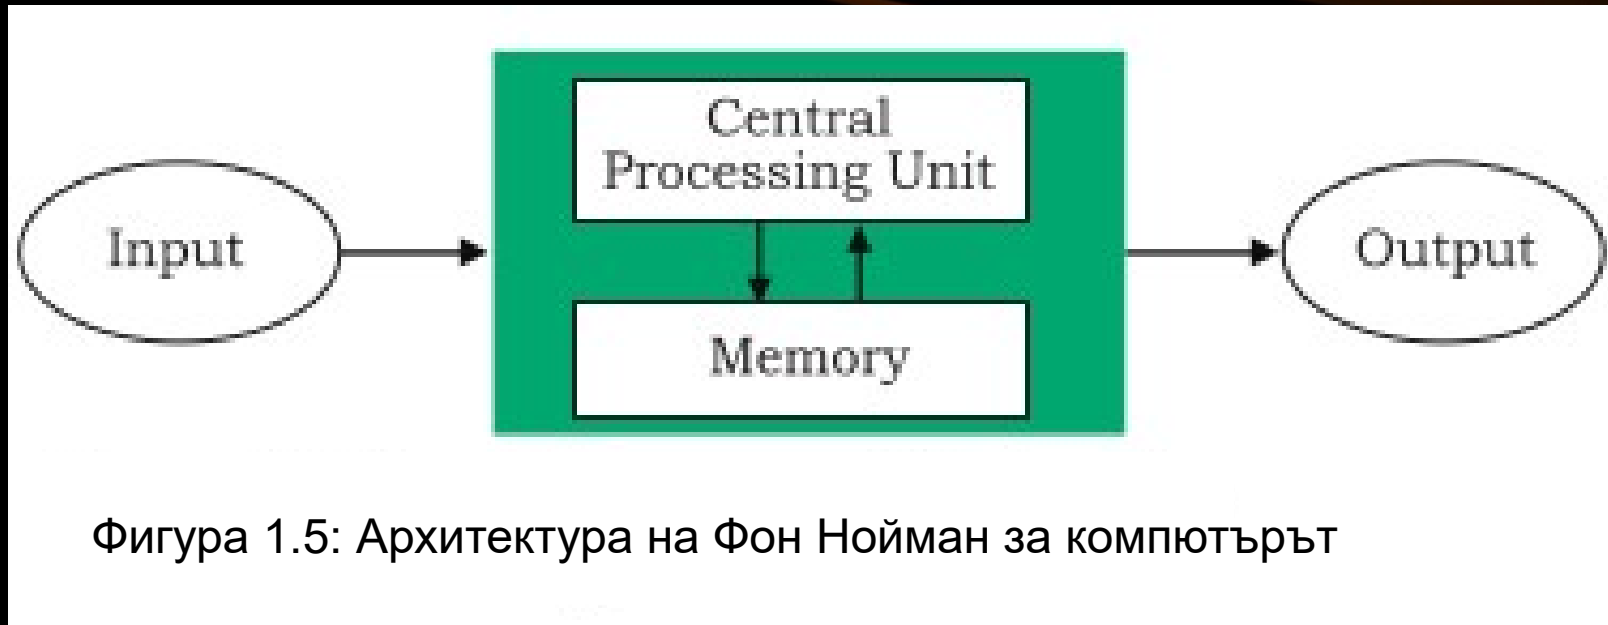 Central
Processing Unit
Input
Output
Memory
Фигура 1.5: Архитектура на Фон Нойман за компютърът